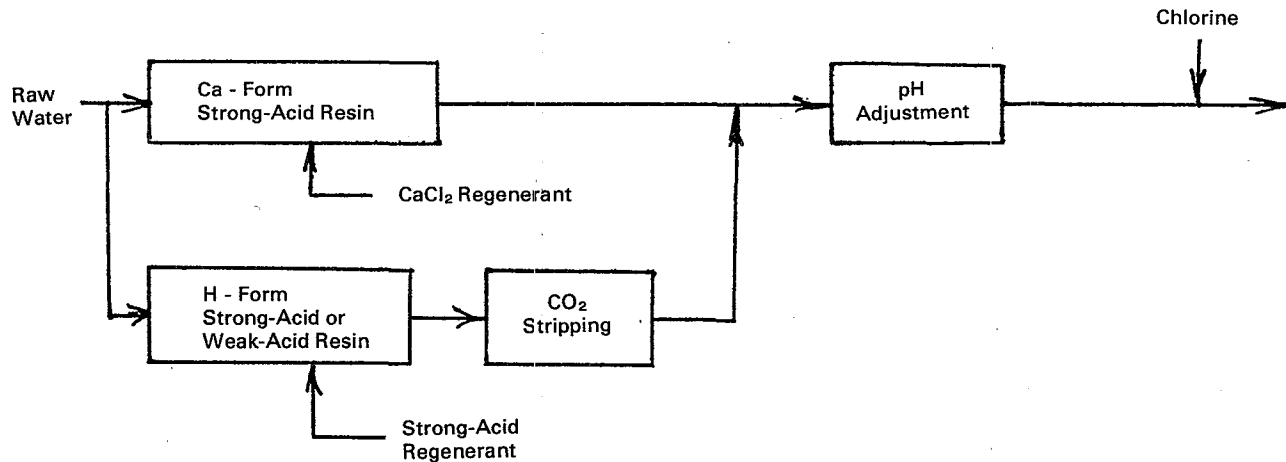 Chlorine
Raw
Water
Ca - Form
Strong-Acid Resin
pH
Adjustment
CaCl₂ Regenerant
H - Form
Strong-Acid or
Weak-Acid Resin
CO₂
Stripping
Strong-Acid
Regenerant